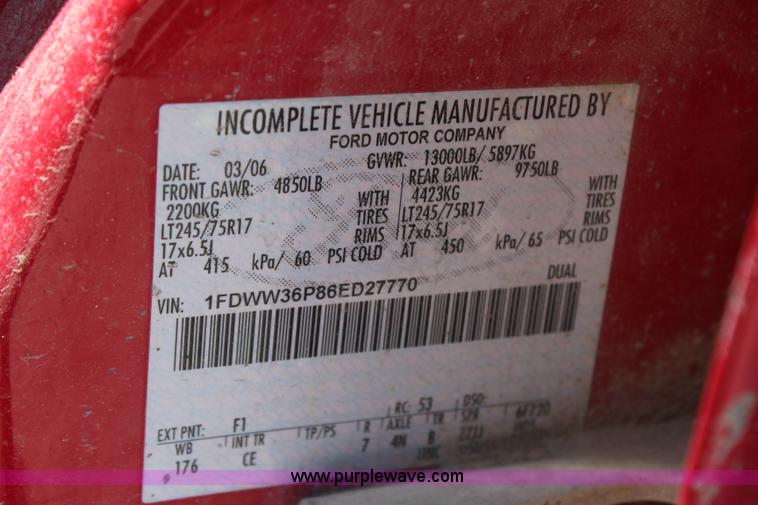 INCOMPLETE VEHICLE MANUFACTURED BY
FORD MOTOR COMPANY
DATE: 03/06 GVWR: 13000LB/ 5897KG
FRONT GAWR: 4850LB REAR GAWR: 9750LB
2200KG WITH 4423KG WITH
LT245/75R17 TIRES LT245/75R17 TIRES
17x6.5J RIMS 17x6.5J RIMS
AT 415 kPa/ 60 PSI COLD AT 450 kPa/ 65 PSI COLD
DUAL
VIN: 1FDWW36P86ED27770
EXT PNT: F1 RC: 53 DSO:
WB INT TR TP/PS R AXLE TR SPR 6F720
176 CE 7 4N B
www.purplewave.com